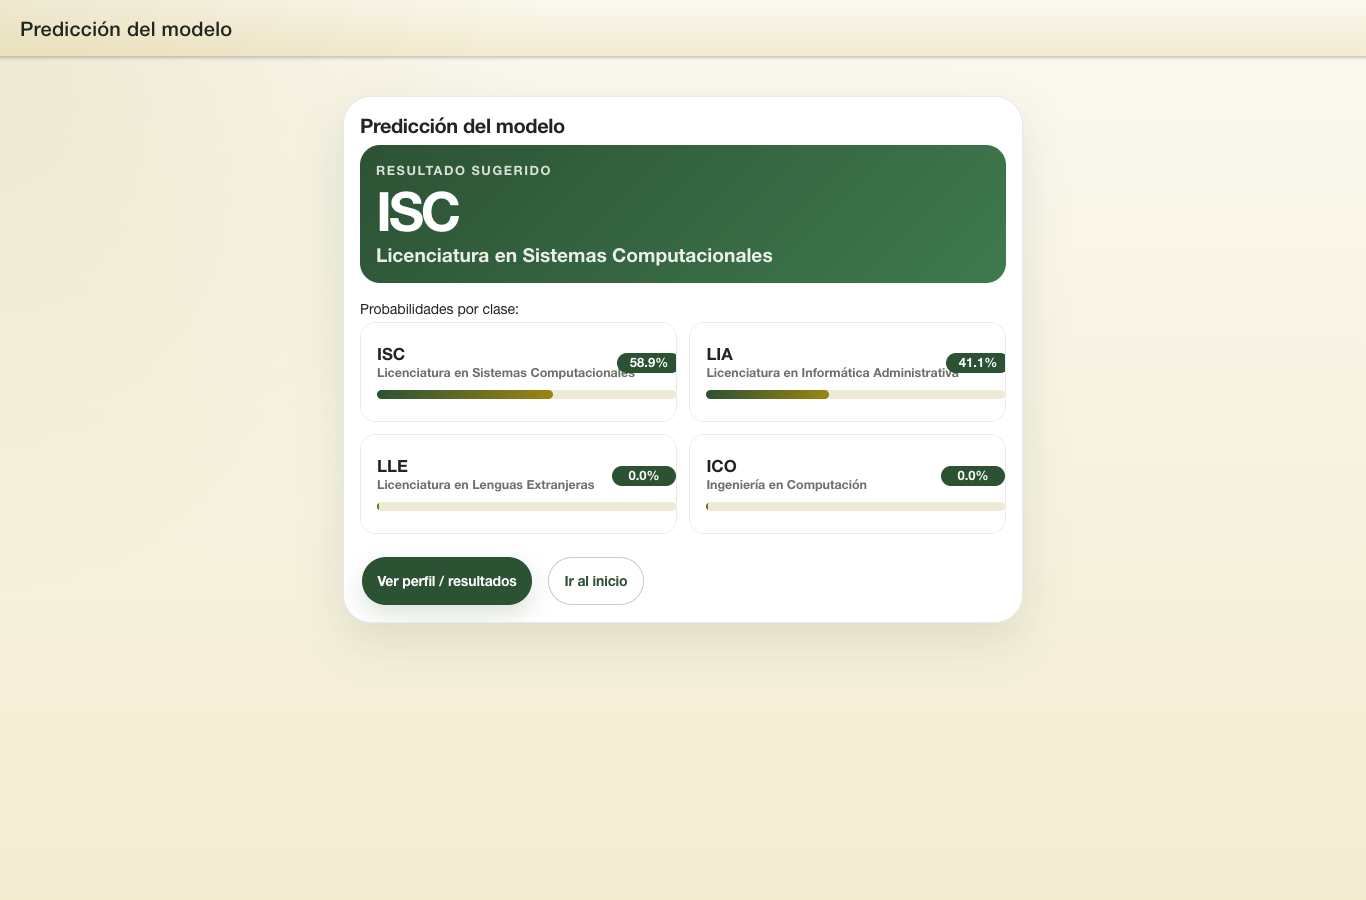 Predicción del modelo
Predicción del modelo
RESULTADO SUGERIDO
ISC
Licenciatura en Sistemas Computacionales
Probabilidades por clase:
ISC
Licenciatura en Sistemas Computacionales
58.9%
LIA
Licenciatura en Informática Administrativa
41.1%
LLE
Licenciatura en Lenguas Extranjeras
0.0%
ICO
Ingeniería en Computación
0.0%
Ver perfil / resultados
Ir al inicio